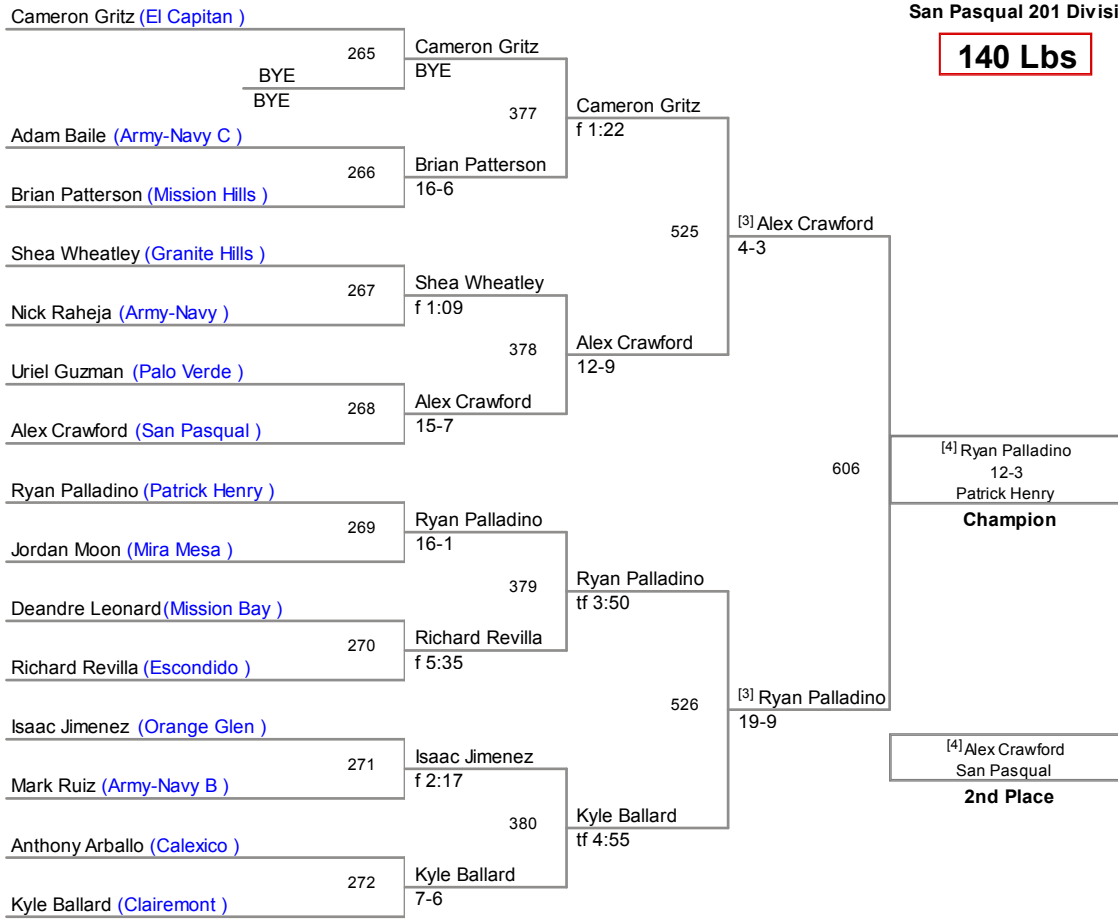 Cameron Gritz (El Capitan )
San Pasqual 201 Divisi
140 Lbs
265
Cameron Gritz
BYE
BYE
BYE
377
Cameron Gritz
f 1:22
Adam Baile (Army-Navy C )
266
Brian Patterson
16-6
Brian Patterson (Mission Hills )
525
[3] Alex Crawford
4-3
Shea Wheatley (Granite Hills )
267
Shea Wheatley
f 1:09
Nick Raheja (Army-Navy )
378
Alex Crawford
12-9
Uriel Guzman (Palo Verde )
268
Alex Crawford
15-7
Alex Crawford (San Pasqual )
606
[4] Ryan Palladino
12-3
Patrick Henry
Champion
Ryan Palladino (Patrick Henry )
269
Ryan Palladino
16-1
Jordan Moon (Mira Mesa )
379
Ryan Palladino
tf 3:50
Deandre Leonard(Mission Bay )
270
Richard Revilla
f 5:35
Richard Revilla (Escondido )
526
[3] Ryan Palladino
19-9
Isaac Jimenez (Orange Glen )
271
Isaac Jimenez
f 2:17
Mark Ruiz (Army-Navy B )
[4] Alex Crawford
San Pasqual
2nd Place
380
Kyle Ballard
tf 4:55
Anthony Arballo (Calexico )
272
Kyle Ballard
7-6
Kyle Ballard (Clairemont )